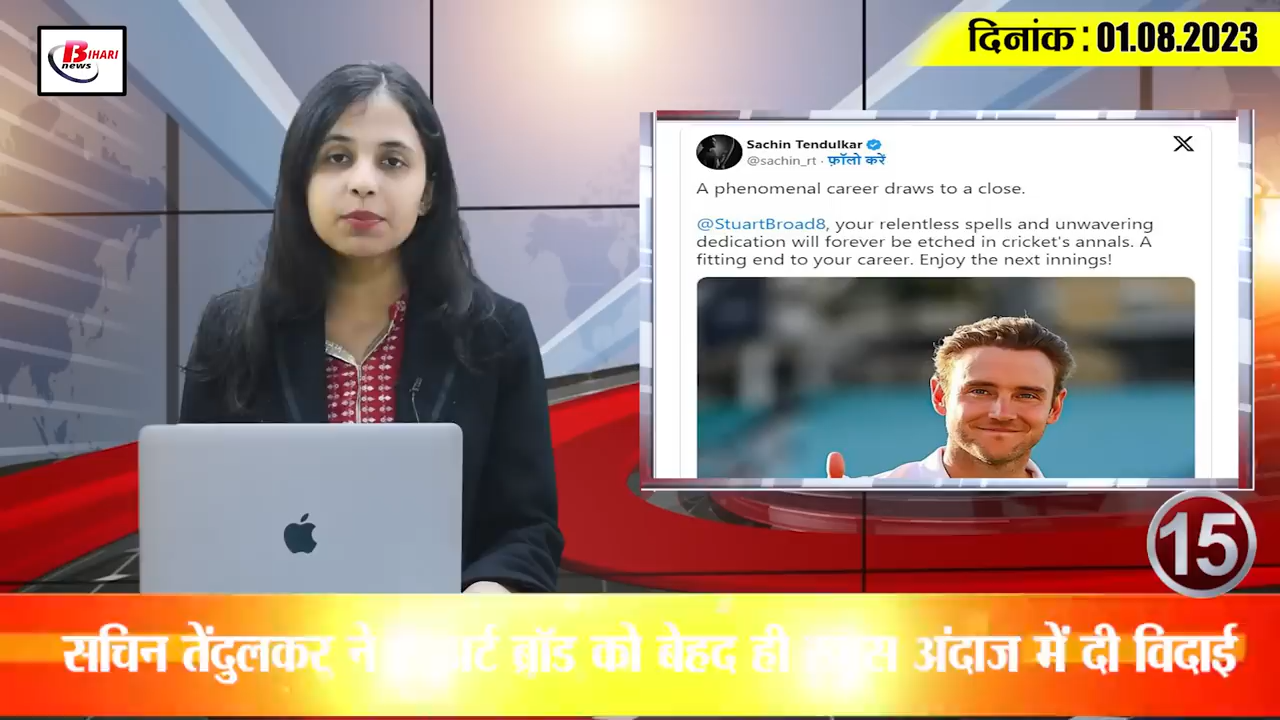 BIHARI
news
दिनांक : 01.08.2023
Sachin Tendulkar
@sachin_rt · फ़ॉलो करें
X
A phenomenal career draws to a close.
@StuartBroad8, your relentless spells and unwavering
dedication will forever be etched in cricket's annals. A
fitting end to your career. Enjoy the next innings!
15
सचिन तेंदुलकर ने ब्रॉड को बेहद ही अंदाज में दी विदाई